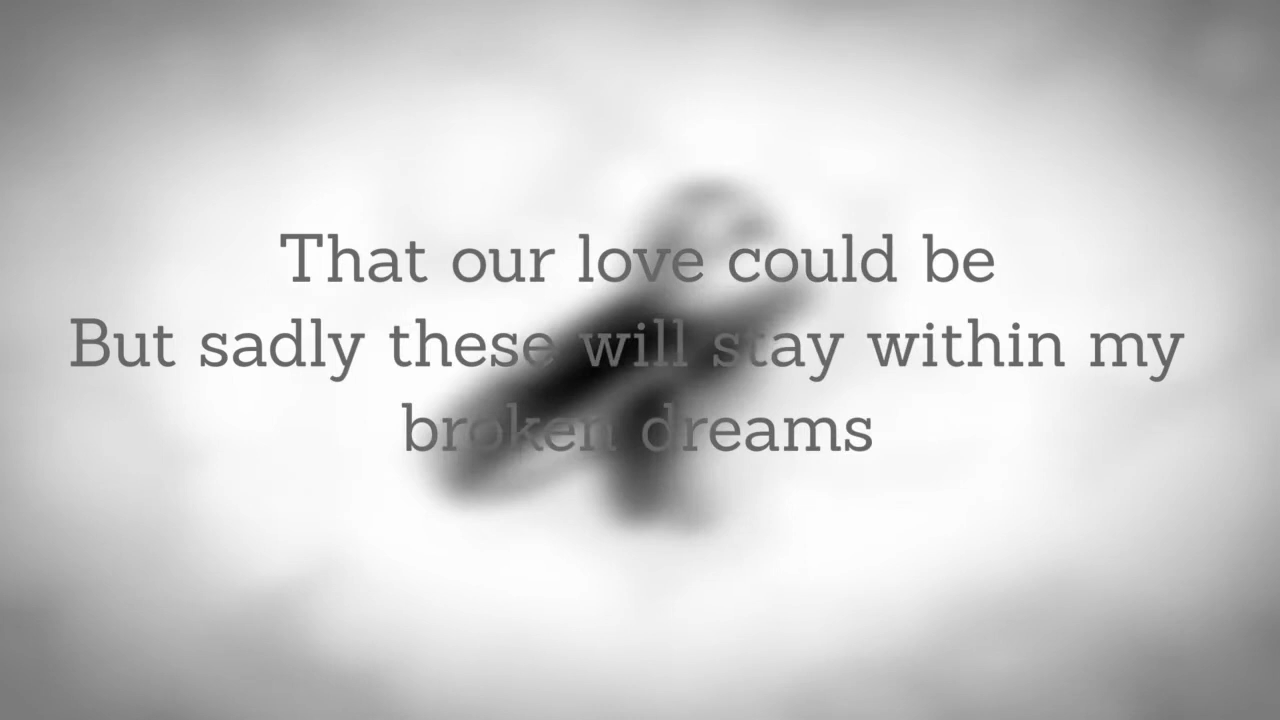 That our love could be
But sadly these will stay within my
broken dreams